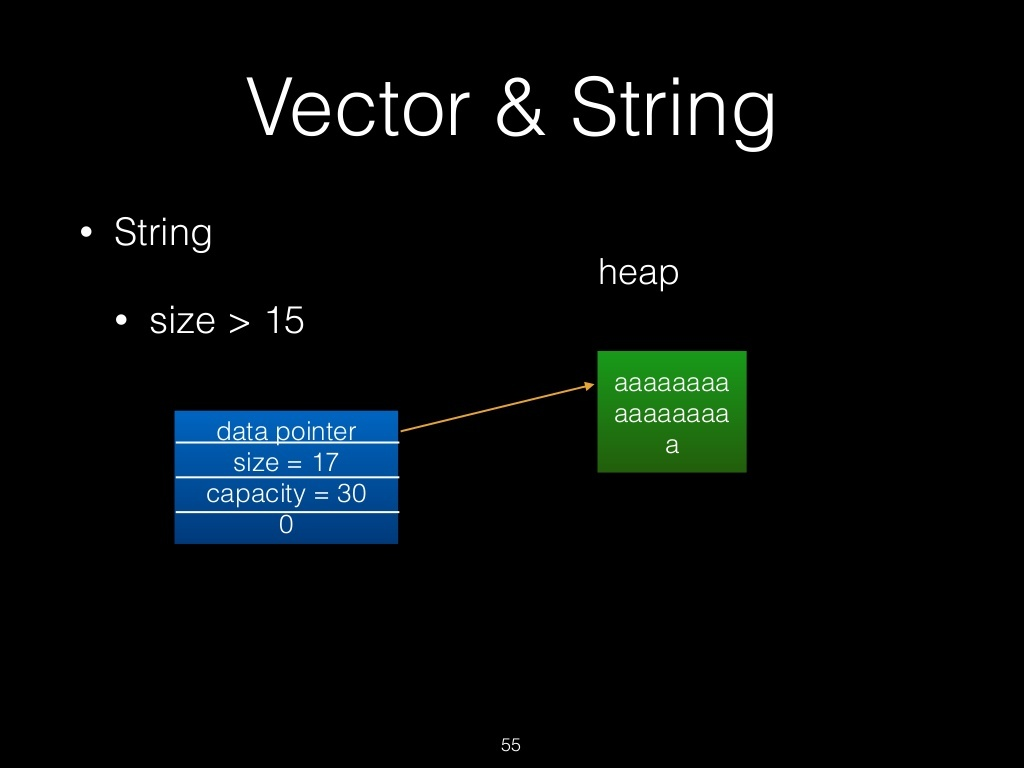 Vector & String
• String
heap
• size > 15
aaaaaaaa
aaaaaaaa
a
data pointer
size = 17
capacity = 30
0
55